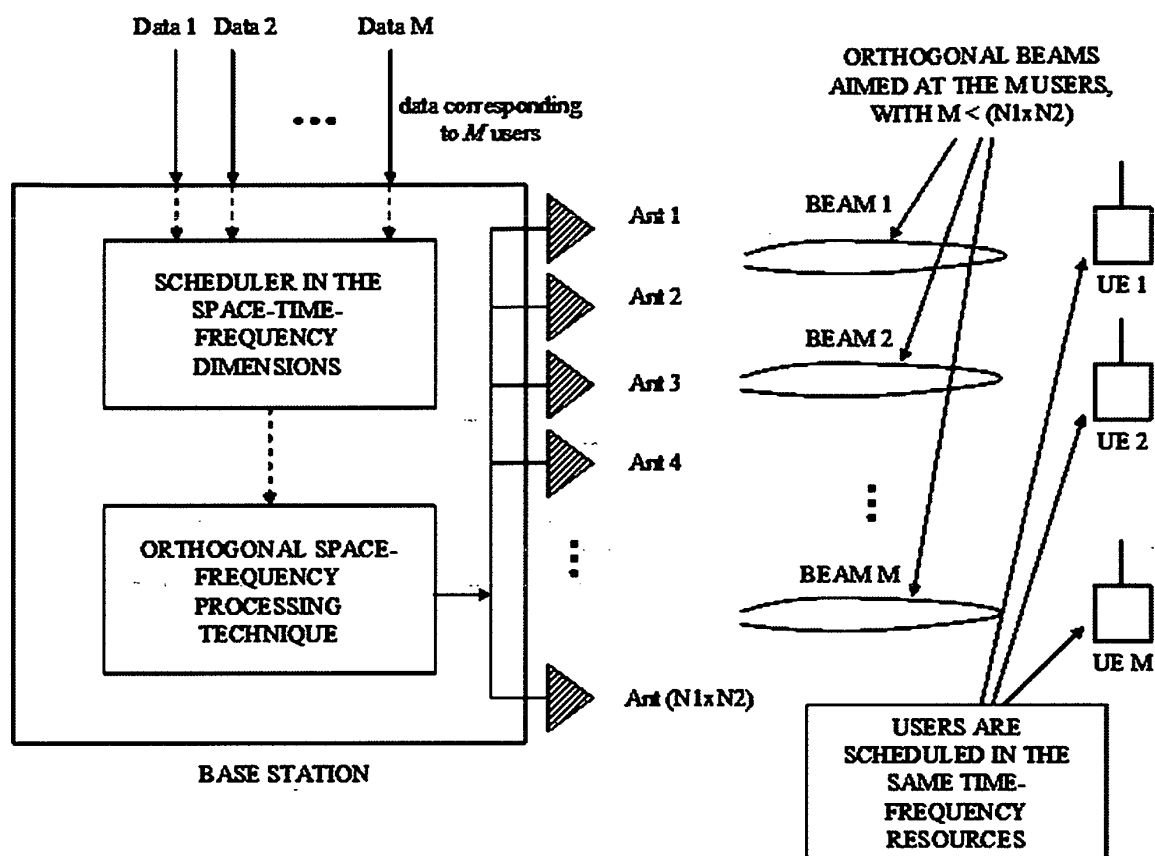 Data 1
Data 2
Data M
data corresponding
to M users
SCHEDULER IN THE
SPACE-TIME-
FREQUENCY
DIMENSIONS
ORTHOGONAL SPACE-
FREQUENCY
PROCESSING
TECHNIQUE
BASE STATION
Ant 1
Ant 2
Ant 3
Ant 4
Ant (N1xN2)
ORTHOGONAL BEAMS
AIMED AT THE M USERS,
WITH M < (N1xN2)
BEAM 1
BEAM 2
BEAM M
UE 1
UE 2
UE M
USERS ARE
SCHEDULED IN THE
SAME TIME-
FREQUENCY
RESOURCES